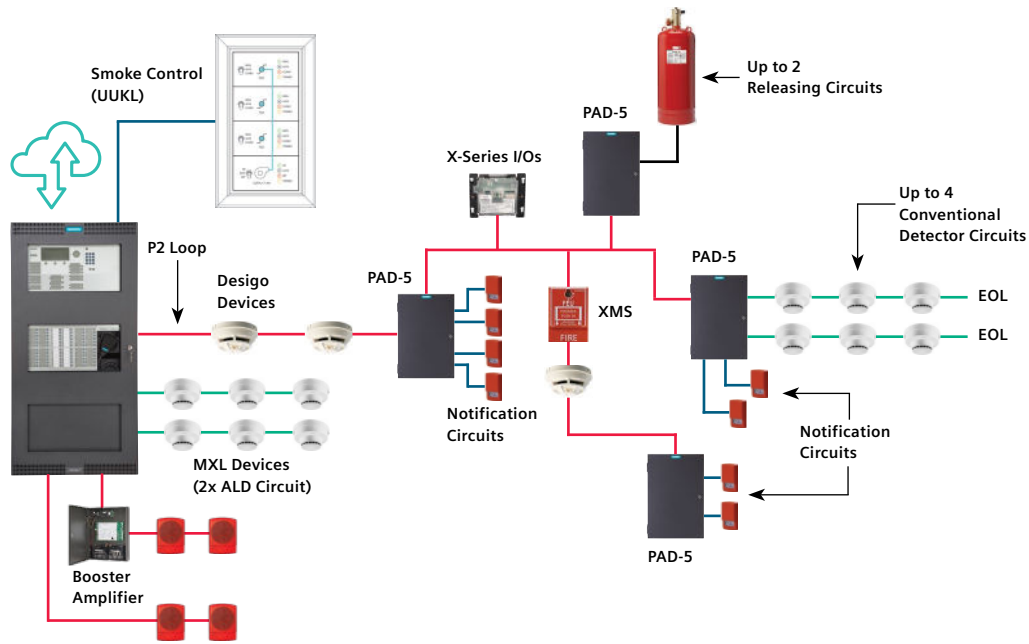 Smoke Control
(UUKL)
Up to 2
Releasing Circuits
PAD-5
X-Series I/Os
Up to 4
Conventional
Detector Circuits
P2 Loop
Desigo
Devices
PAD-5
PAD-5
XMS
FIRE
EOL
EOL
Notification
Circuits
Notification
Circuits
MXL Devices
(2x ALD Circuit)
PAD-5
Booster
Amplifier